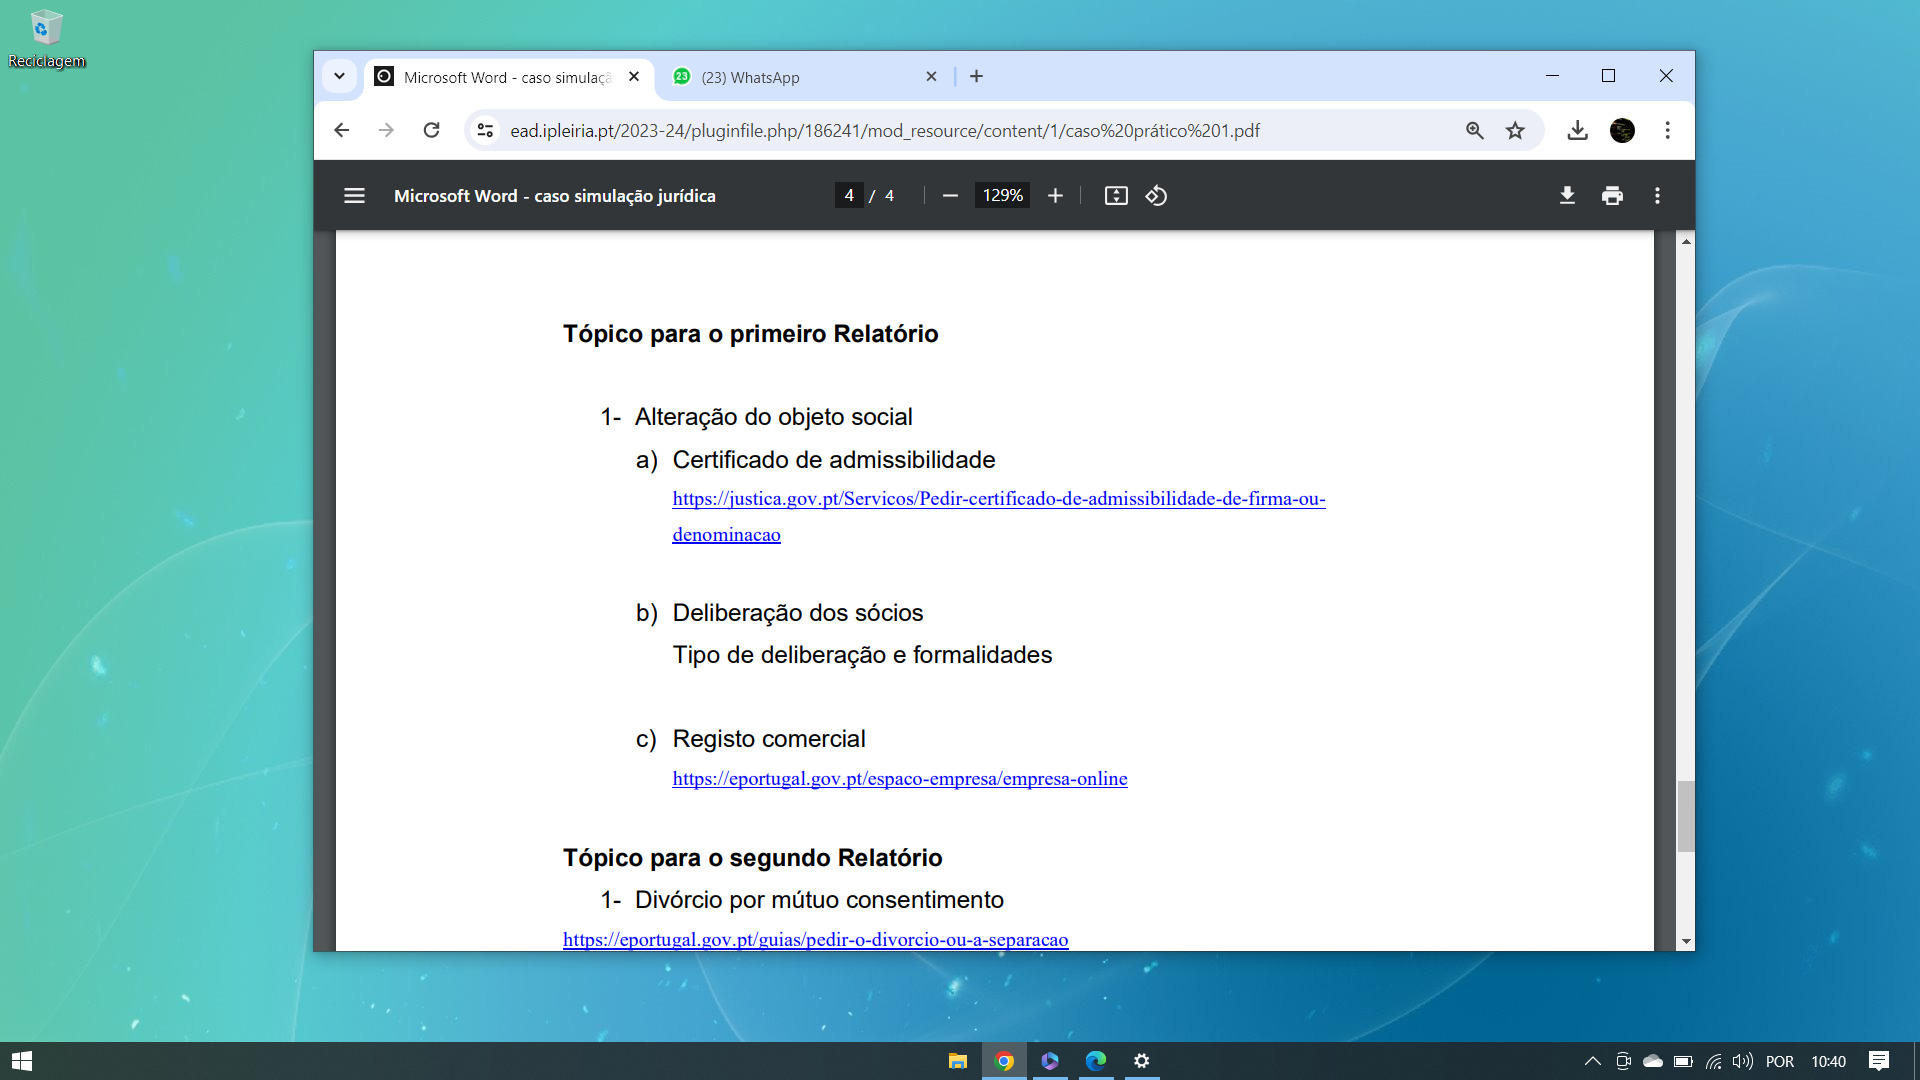 Reciclagem
Microsoft Word - caso simulaçã
(23) WhatsApp
ead.ipleiria.pt/2023-24/pluginfile.php/186241/mod_resource/content/1/caso%20prático%201.pdf
Microsoft Word - caso simulação jurídica
4 / 4
129%
Tópico para o primeiro Relatório
1- Alteração do objeto social
a) Certificado de admissibilidade
https://justica.gov.pt/Servicos/Pedir-certificado-de-admissibilidade-de-firma-ou-
denominacao
b) Deliberação dos sócios
Tipo de deliberação e formalidades
c) Registo comercial
https://eportugal.gov.pt/espaco-empresa/empresa-online
Tópico para o segundo Relatório
1- Divórcio por mútuo consentimento
https://eportugal.gov.pt/guias/pedir-o-divorcio-ou-a-separacao
POR
10:40